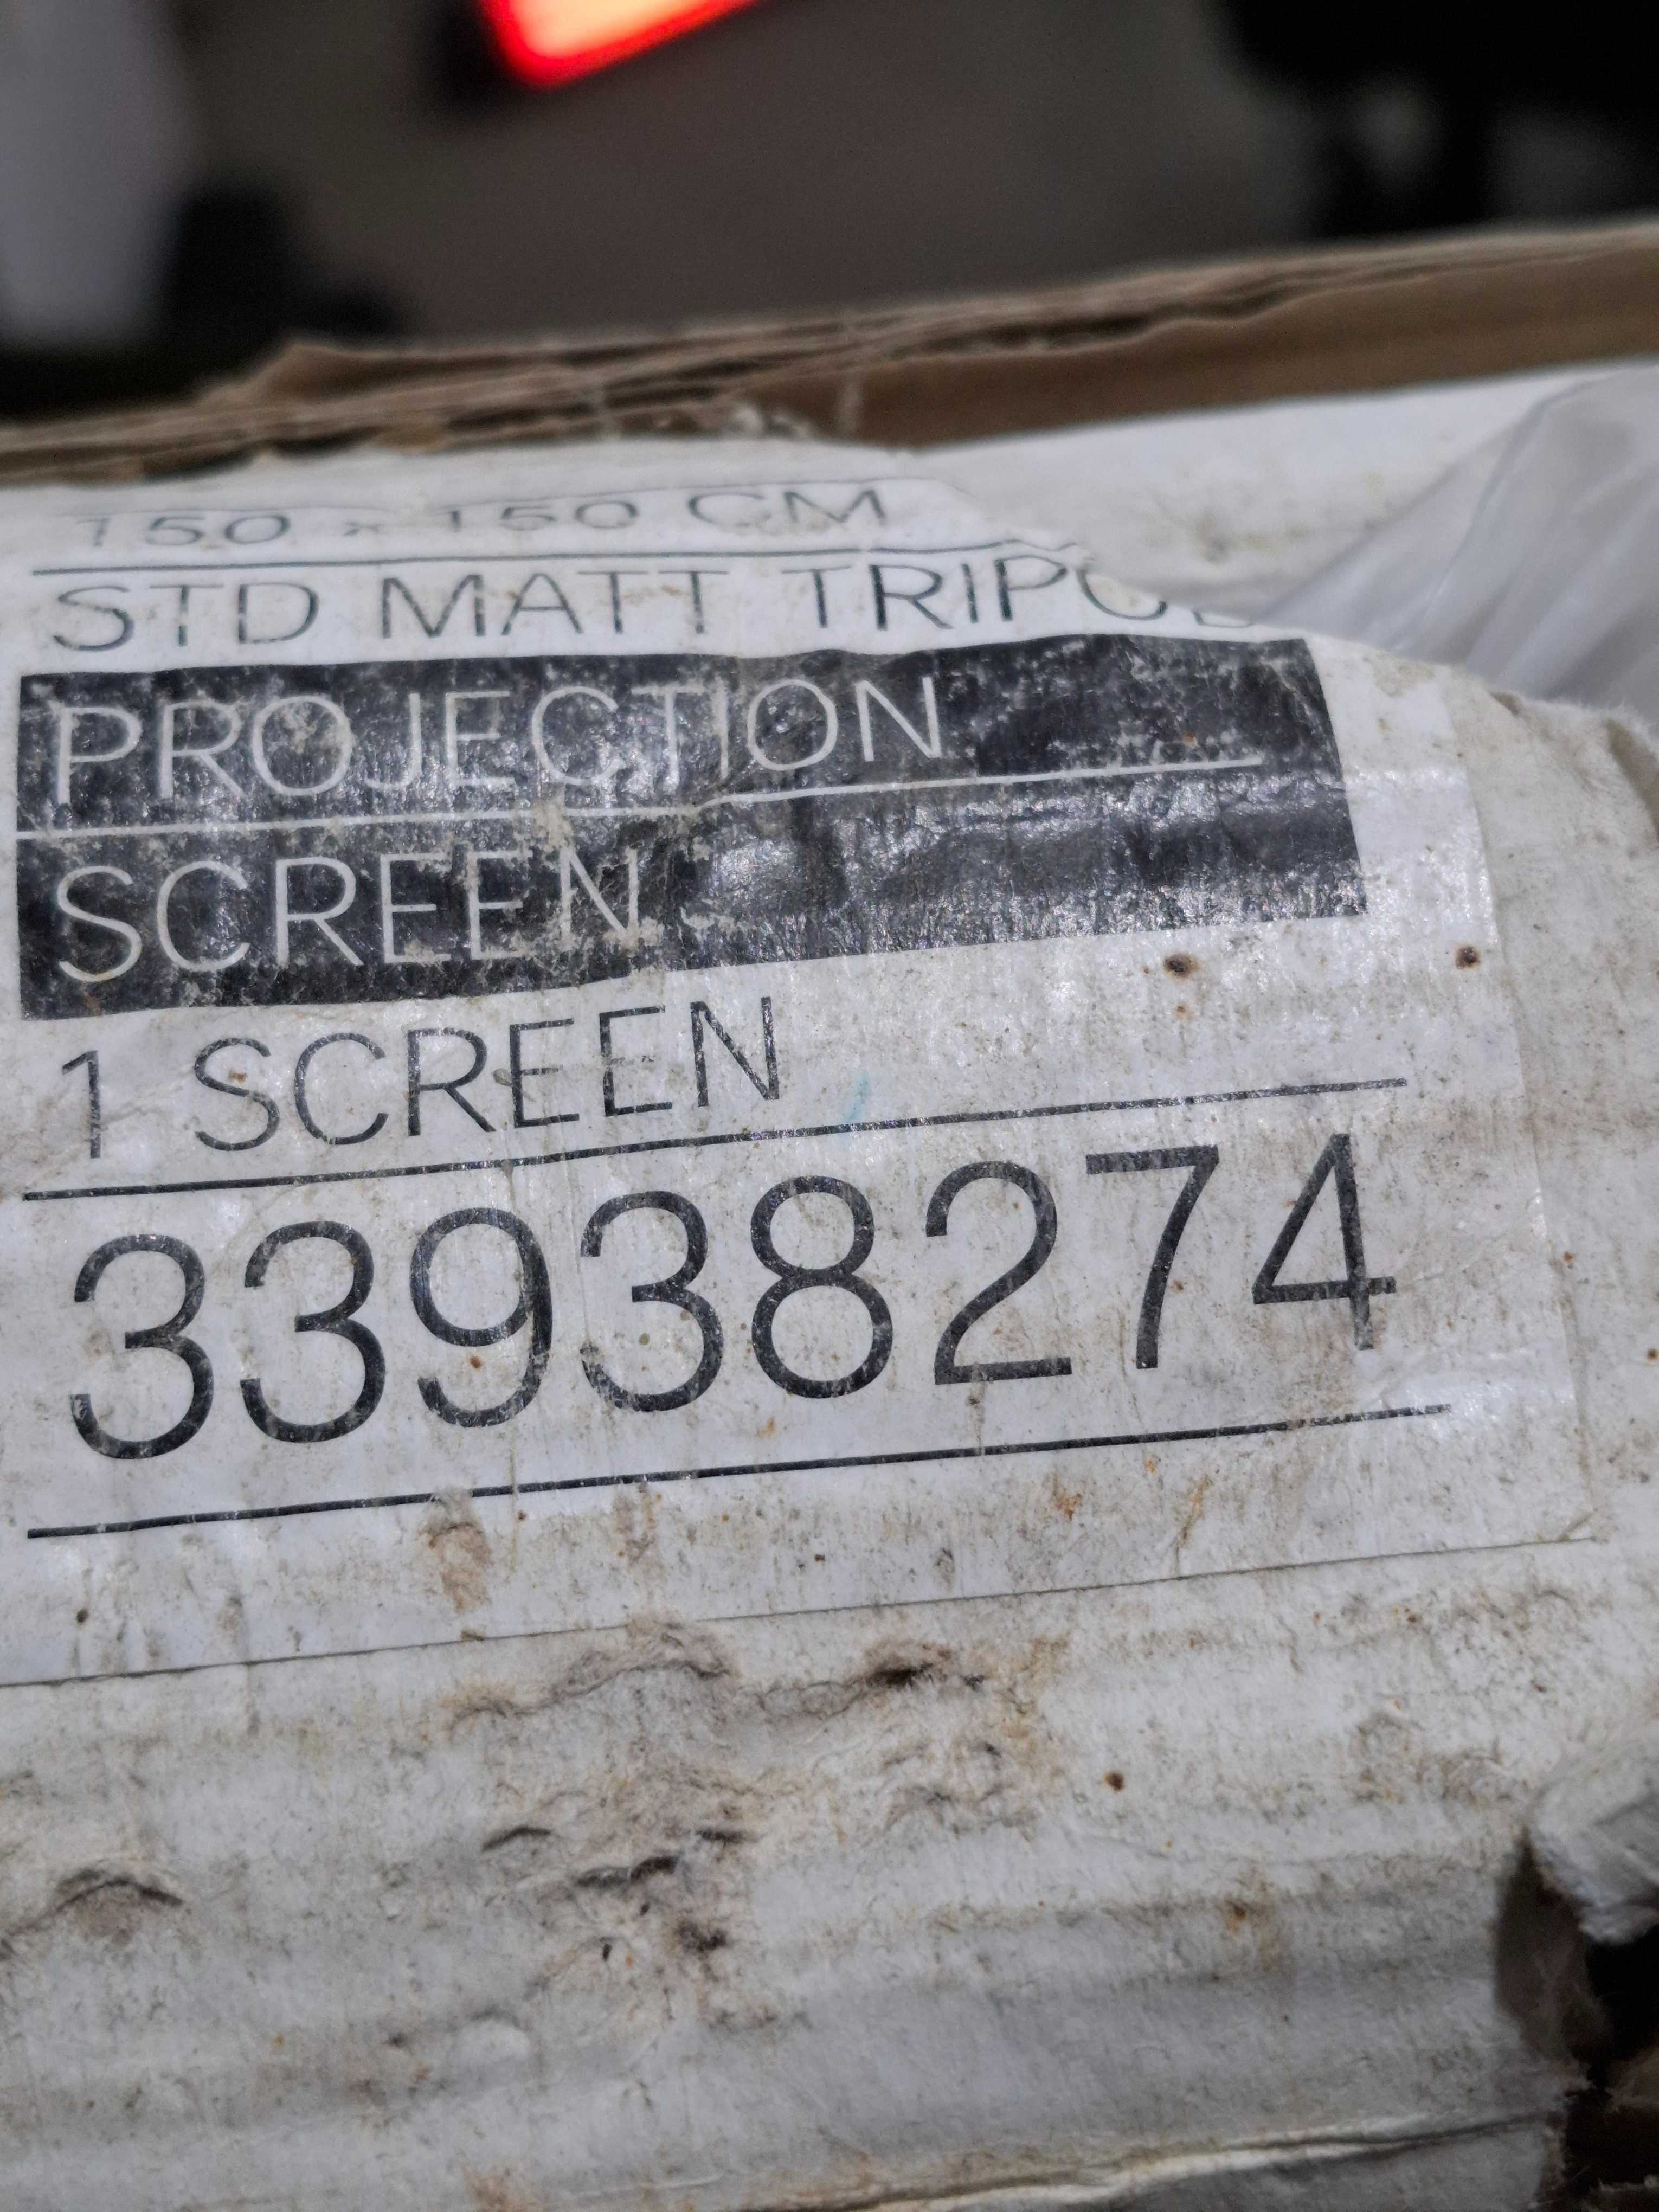 150 x 150 CM
STD MATT TRIPOD
PROJECTION
SCREEN
1 SCREEN
33938274